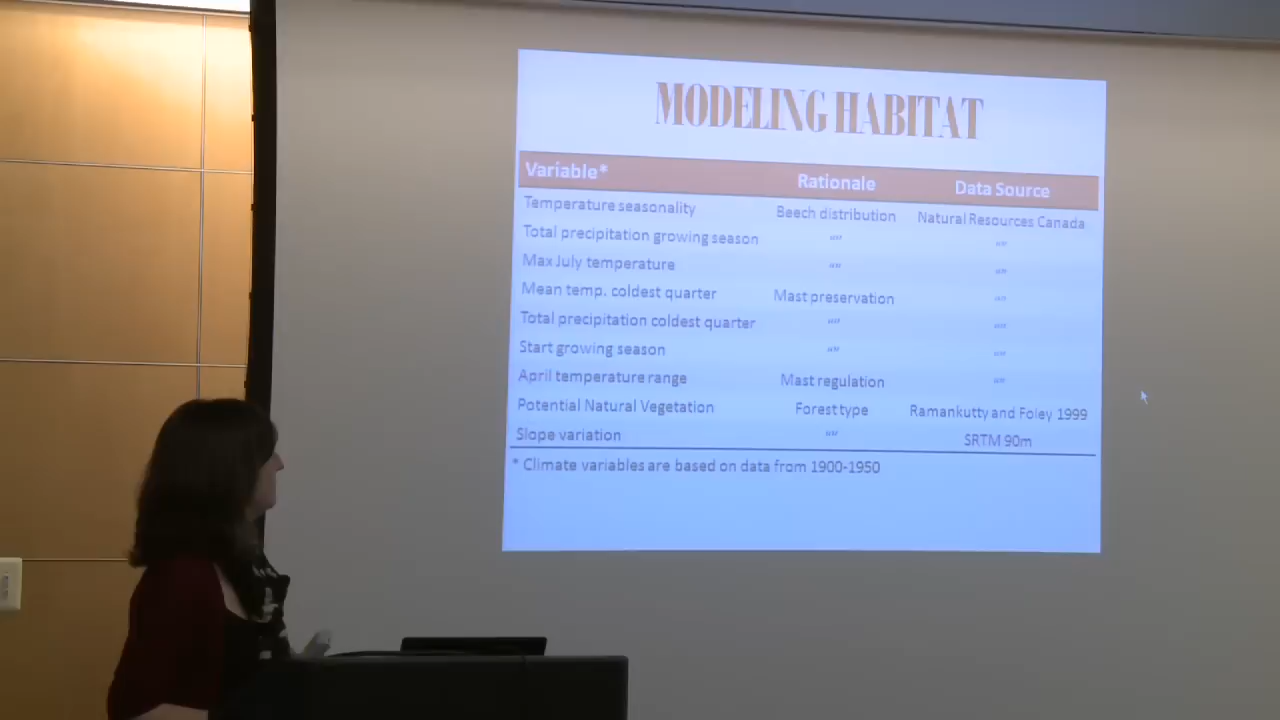 MODELING HABITAT
Variable* Rationale Data Source
Temperature seasonality Beech distribution Natural Resources Canada
Total precipitation growing season "" ""
Max July temperature "" ""
Mean temp. coldest quarter Mast preservation ""
Total precipitation coldest quarter "" ""
Start growing season "" ""
April temperature range Mast regulation ""
Potential Natural Vegetation Forest type Ramankutty and Foley 1999
Slope variation "" SRTM 90m
* Climate variables are based on data from 1900-1950